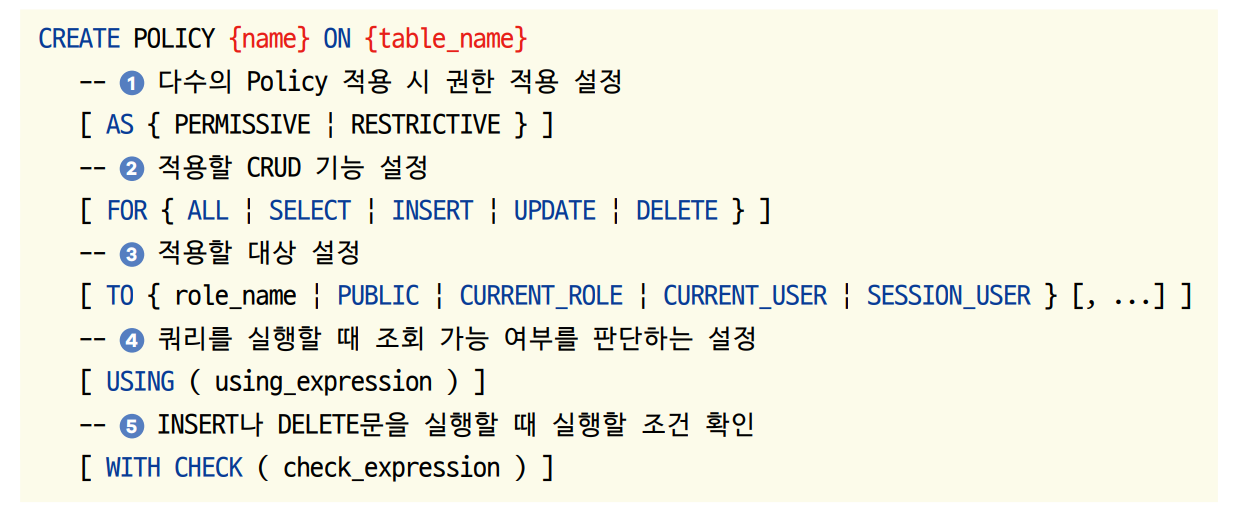 CREATE POLICY {name} ON {table_name}
-- ❶ 다수의 Policy 적용 시 권한 적용 설정
[ AS { PERMISSIVE ¦ RESTRICTIVE } ]
-- ❷ 적용할 CRUD 기능 설정
[ FOR { ALL ¦ SELECT ¦ INSERT ¦ UPDATE ¦ DELETE } ]
-- ❸ 적용할 대상 설정
[ TO { role_name ¦ PUBLIC ¦ CURRENT_ROLE ¦ CURRENT_USER ¦ SESSION_USER } [, ...] ]
-- ❹ 쿼리를 실행할 때 조회 가능 여부를 판단하는 설정
[ USING ( using_expression ) ]
-- ❺ INSERT나 DELETE문을 실행할 때 실행할 조건 확인
[ WITH CHECK ( check_expression ) ]